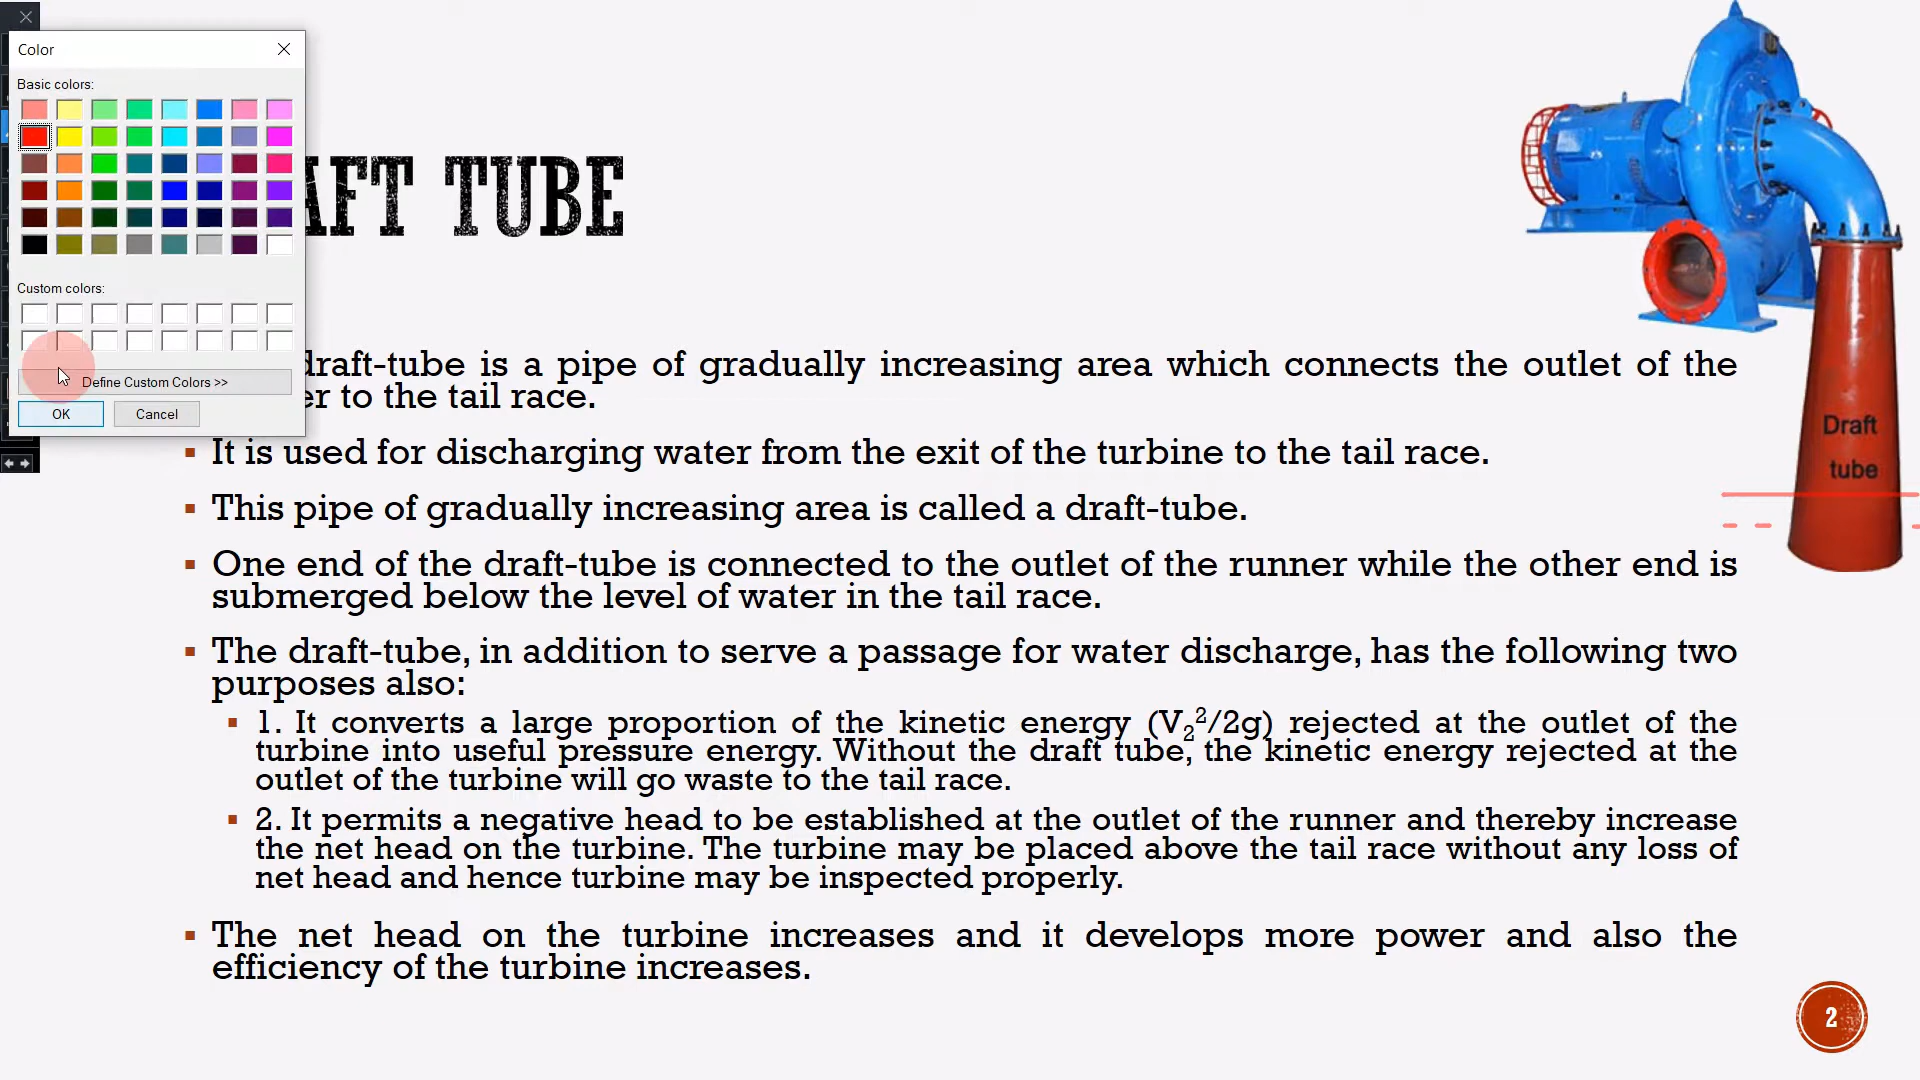 Color
Basic colors:
Custom colors:
Define Custom Colors >>
OK Cancel
AFT TUBE
draft-tube is a pipe of gradually increasing area which connects the outlet of the
er to the tail race.
▪ It is used for discharging water from the exit of the turbine to the tail race.
▪ This pipe of gradually increasing area is called a draft-tube.
▪ One end of the draft-tube is connected to the outlet of the runner while the other end is
submerged below the level of water in the tail race.
▪ The draft-tube, in addition to serve a passage for water discharge, has the following two
purposes also:
▪ 1. It converts a large proportion of the kinetic energy (V₂²/2g) rejected at the outlet of the
turbine into useful pressure energy. Without the draft tube, the kinetic energy rejected at the
outlet of the turbine will go waste to the tail race.
▪ 2. It permits a negative head to be established at the outlet of the runner and thereby increase
the net head on the turbine. The turbine may be placed above the tail race without any loss of
net head and hence turbine may be inspected properly.
▪ The net head on the turbine increases and it develops more power and also the
efficiency of the turbine increases.
Draft
tube
2